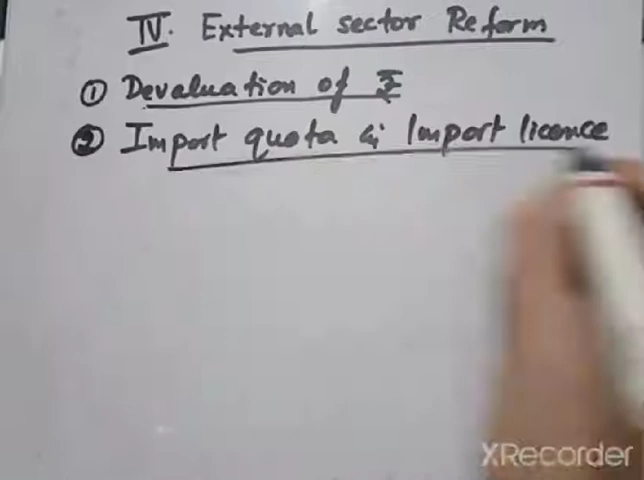 IV. External sector Reform
① Devaluation of ₹
② Import quota & Import licence
XRecorder